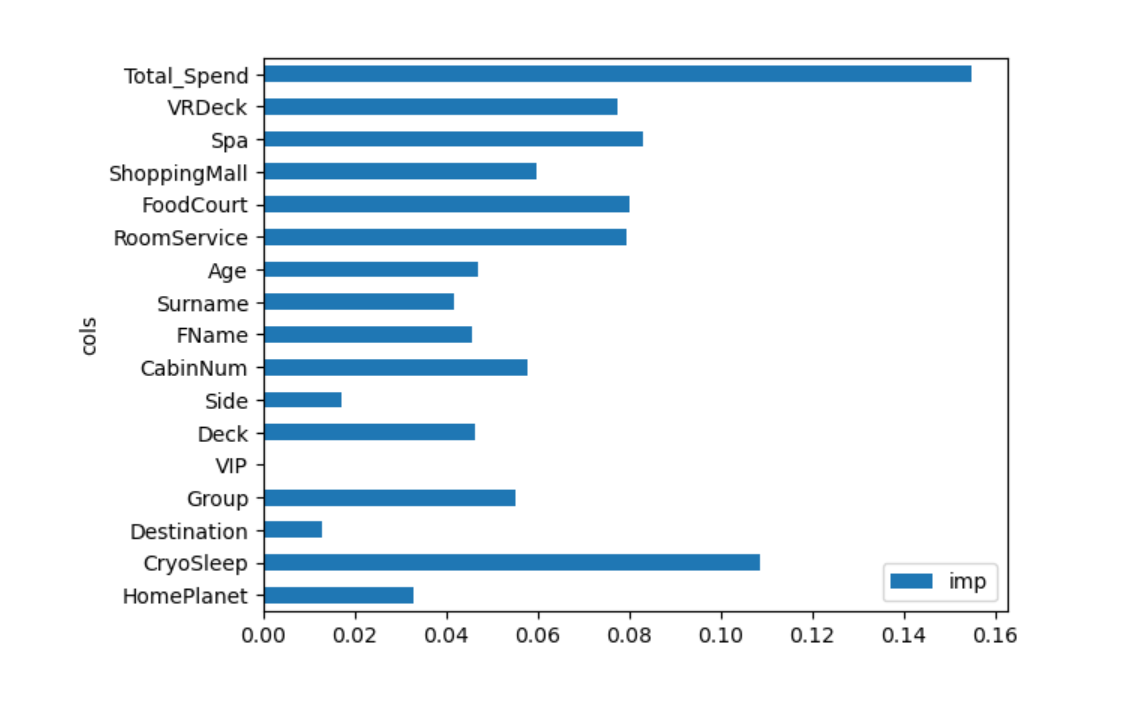 Total_Spend
VRDeck
Spa
ShoppingMall
FoodCourt
RoomService
Age
Surname
FName
cols
CabinNum
Side
Deck
VIP
Group
Destination
CryoSleep
imp
HomePlanet
0.00 0.02 0.04 0.06 0.08 0.10 0.12 0.14 0.16